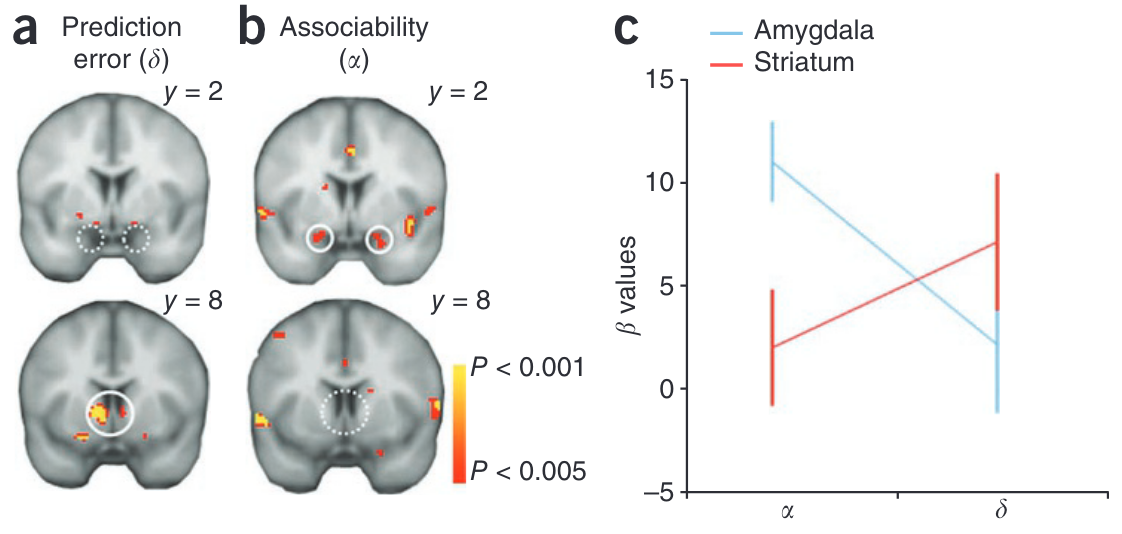 a
Prediction
error (δ)
b
Associability
(α)
c
Amygdala
Striatum
y = 2
y = 2
y = 8
y = 8
P < 0.001
P < 0.005
β values
15
10
5
0
–5
α
δ